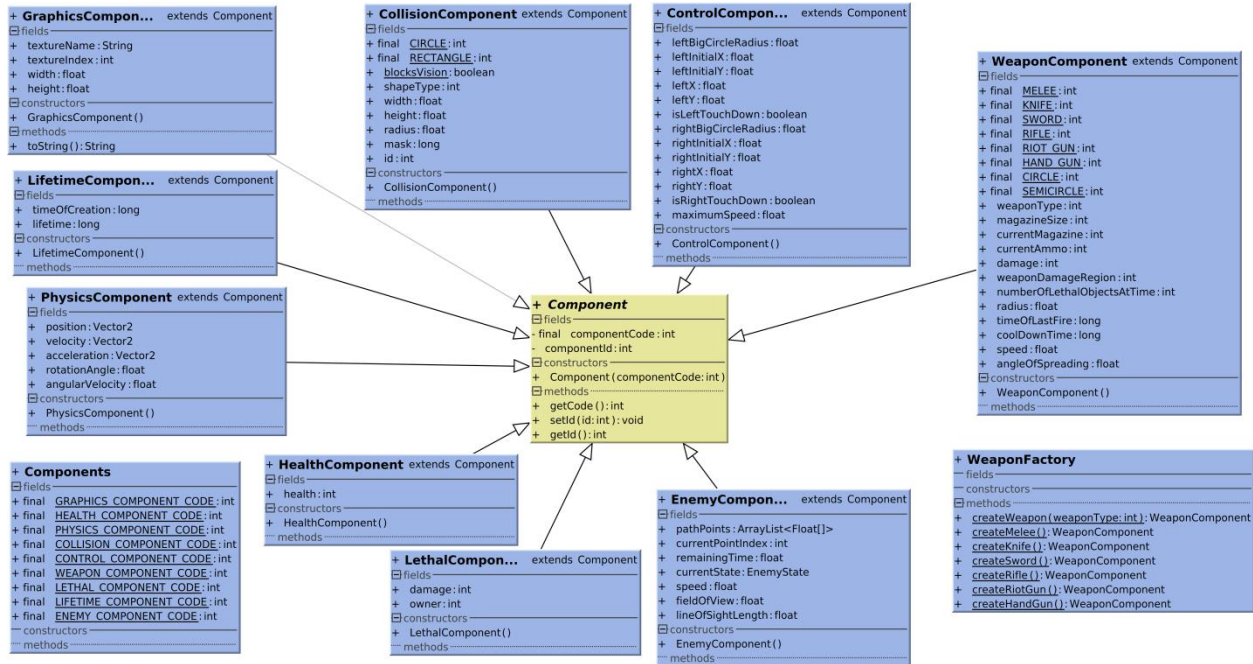 + GraphicsCompon... extends Component
fields
+ textureName: String
+ textureIndex: int
+ width: float
+ height: float
constructors
+ GraphicsComponent()
methods
+ toString(): String
+ CollisionComponent extends Component
fields
+ final CIRCLE: int
+ final RECTANGLE: int
+ blocksVision: boolean
+ shapeType: int
+ width: float
+ height: float
+ radius: float
+ mask: long
+ id: int
constructors
+ CollisionComponent()
methods
+ ControlCompon... extends Component
fields
+ leftBigCircleRadius: float
+ leftInitialX: float
+ leftInitialY: float
+ leftX: float
+ leftY: float
+ isLeftTouchDown: boolean
+ rightBigCircleRadius: float
+ rightInitialX: float
+ rightInitialY: float
+ rightX: float
+ rightY: float
+ isRightTouchDown: boolean
+ maximumSpeed: float
constructors
+ ControlComponent()
methods
+ WeaponComponent extends Component
fields
+ final MELEE: int
+ final KNIFE: int
+ final SWORD: int
+ final RIFLE: int
+ final RIOT_GUN: int
+ final HAND_GUN: int
+ final CIRCLE: int
+ final SEMICIRCLE: int
+ weaponType: int
+ magazineSize: int
+ currentMagazine: int
+ currentAmmo: int
+ damage: int
+ weaponDamageRegion: int
+ numberOfLethalObjectsAtTime: int
+ radius: float
+ timeOfLastFire: long
+ coolDownTime: long
+ speed: float
+ angleOfSpreading: float
constructors
+ WeaponComponent()
methods
+ LifetimeCompon... extends Component
fields
+ timeOfCreation: long
+ lifetime: long
constructors
+ LifetimeComponent()
methods
+ PhysicsComponent extends Component
fields
+ position: Vector2
+ velocity: Vector2
+ acceleration: Vector2
+ rotationAngle: float
+ angularVelocity: float
constructors
+ PhysicsComponent()
methods
+ Component
fields
- final componentCode: int
- componentId: int
constructors
+ Component(componentCode: int)
methods
+ getCode(): int
+ setId(id: int): void
+ getId(): int
+ Components
fields
+ final GRAPHICS_COMPONENT_CODE: int
+ final HEALTH_COMPONENT_CODE: int
+ final PHYSICS_COMPONENT_CODE: int
+ final COLLISION_COMPONENT_CODE: int
+ final CONTROL_COMPONENT_CODE: int
+ final WEAPON_COMPONENT_CODE: int
+ final LETHAL_COMPONENT_CODE: int
+ final LIFETIME_COMPONENT_CODE: int
+ final ENEMY_COMPONENT_CODE: int
constructors
methods
+ HealthComponent extends Component
fields
+ health: int
constructors
+ HealthComponent()
methods
+ LethalCompon... extends Component
fields
+ damage: int
+ owner: int
constructors
+ LethalComponent()
methods
+ EnemyCompon... extends Component
fields
+ pathPoints: ArrayList<Float[]>
+ currentPointIndex: int
+ remainingTime: float
+ currentState: EnemyState
+ speed: float
+ fieldOfView: float
+ lineOfSightLength: float
constructors
+ EnemyComponent()
methods
+ WeaponFactory
fields
constructors
methods
+ createWeapon(weaponType: int): WeaponComponent
+ createMelee(): WeaponComponent
+ createKnife(): WeaponComponent
+ createSword(): WeaponComponent
+ createRifle(): WeaponComponent
+ createRiotGun(): WeaponComponent
+ createHandGun(): WeaponComponent